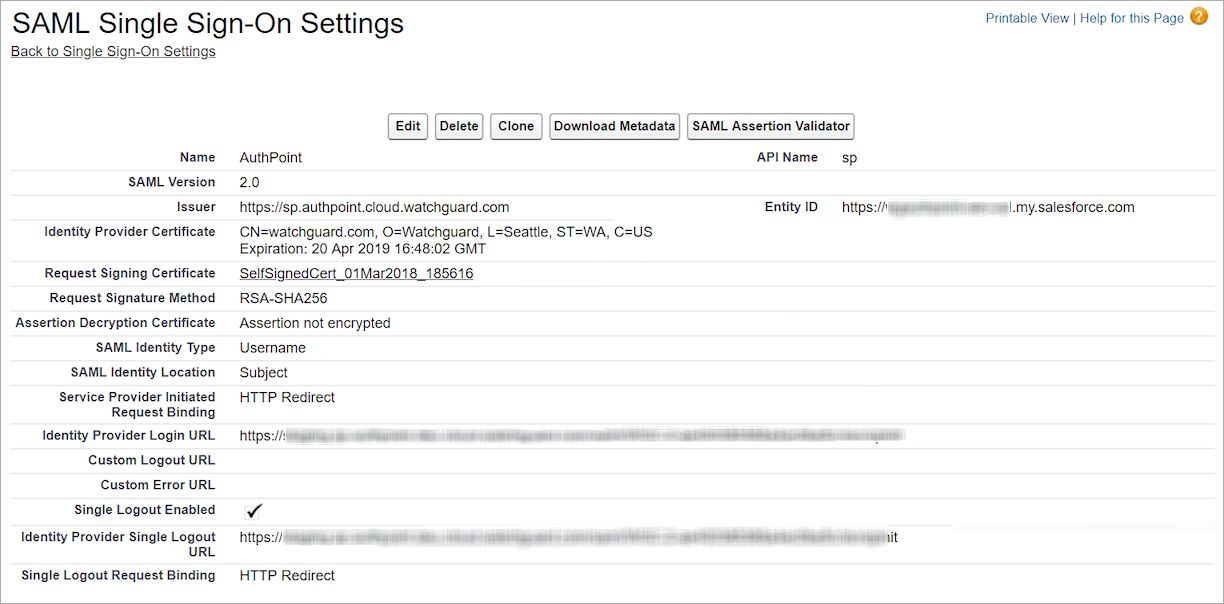 SAML Single Sign-On Settings
Printable View | Help for this Page ?
Back to Single Sign-On Settings
Edit Delete Clone Download Metadata SAML Assertion Validator
Name AuthPoint API Name sp
SAML Version 2.0
Issuer https://sp.authpoint.cloud.watchguard.com Entity ID https:// .my.salesforce.com
Identity Provider Certificate CN=watchguard.com, O=Watchguard, L=Seattle, ST=WA, C=US
Expiration: 20 Apr 2019 16:48:02 GMT
Request Signing Certificate SelfSignedCert_01Mar2018_185616
Request Signature Method RSA-SHA256
Assertion Decryption Certificate Assertion not encrypted
SAML Identity Type Username
SAML Identity Location Subject
Service Provider Initiated HTTP Redirect
Request Binding
Identity Provider Login URL https://
Custom Logout URL
Custom Error URL
Single Logout Enabled
Identity Provider Single Logout https://
URL
Single Logout Request Binding HTTP Redirect